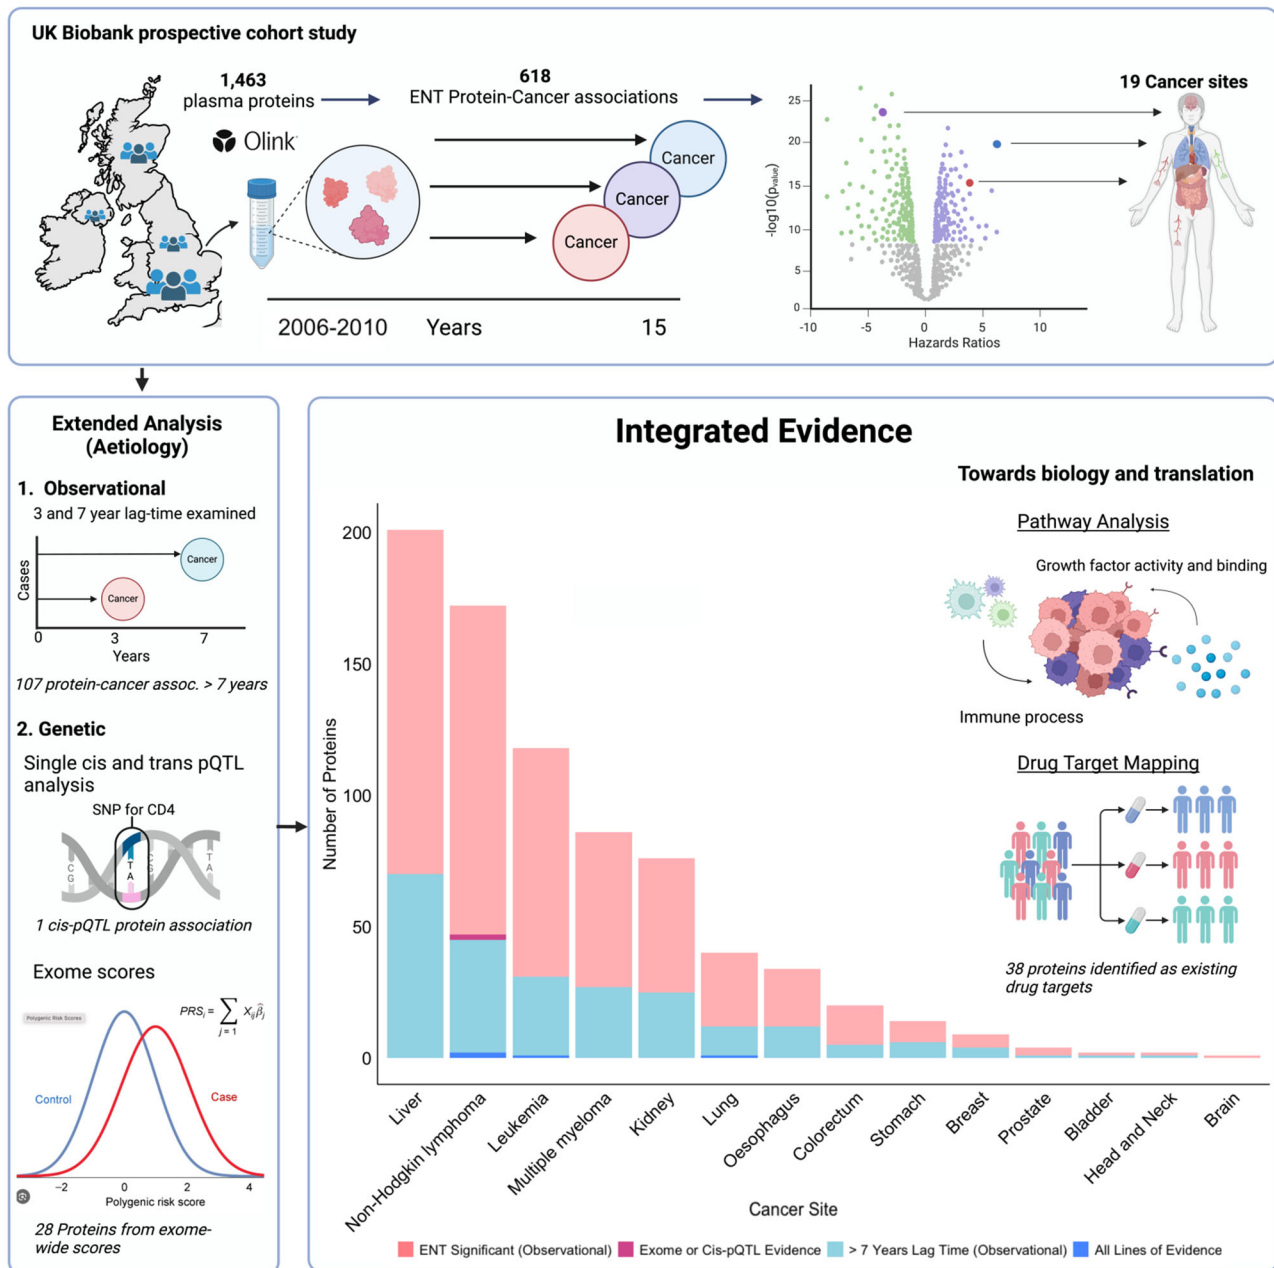 UK Biobank prospective cohort study
1,463
plasma proteins
Olink
618
ENT Protein-Cancer associations
Cancer
Cancer
Cancer
2006-2010 Years 15
19 Cancer sites
-log10(pvalue)
25
20
15
10
5
0
-10 -5 0 5 10
Hazards Ratios
Extended Analysis
(Aetiology)
1. Observational
3 and 7 year lag-time examined
Cases
Cancer
Cancer
0 3 7
Years
107 protein-cancer assoc. > 7 years
2. Genetic
Single cis and trans pQTL
analysis
SNP for CD4
C G
T A
C G
T A
1 cis-pQTL protein association
Exome scores
Polygenic Risk Scores
PRSi = ∑ j = 1 Xij β̂j
Control
Case
−2 0 2 4
Polygenic risk score
28 Proteins from exome-
wide scores
Integrated Evidence
Number of Proteins
200
150
100
50
0
Liver
Non-Hodgkin lymphoma
Leukemia
Multiple myeloma
Kidney
Lung
Oesophagus
Colorectum
Stomach
Breast
Prostate
Bladder
Head and Neck
Brain
Cancer Site
ENT Significant (Observational)
Exome or Cis-pQTL Evidence
> 7 Years Lag Time (Observational)
All Lines of Evidence
Towards biology and translation
Pathway Analysis
Growth factor activity and binding
Immune process
Drug Target Mapping
38 proteins identified as existing
drug targets